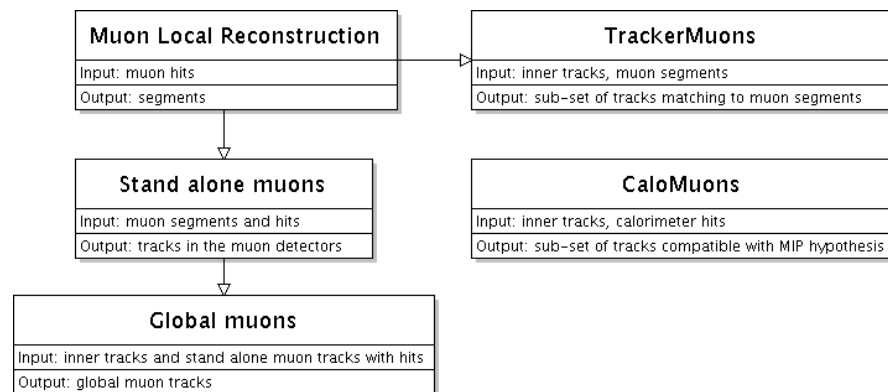 Muon Local Reconstruction
Input: muon hits
Output: segments
TrackerMuons
Input: inner tracks, muon segments
Output: sub-set of tracks matching to muon segments
Stand alone muons
Input: muon segments and hits
Output: tracks in the muon detectors
CaloMuons
Input: inner tracks, calorimeter hits
Output: sub-set of tracks compatible with MIP hypothesis
Global muons
Input: inner tracks and stand alone muon tracks with hits
Output: global muon tracks